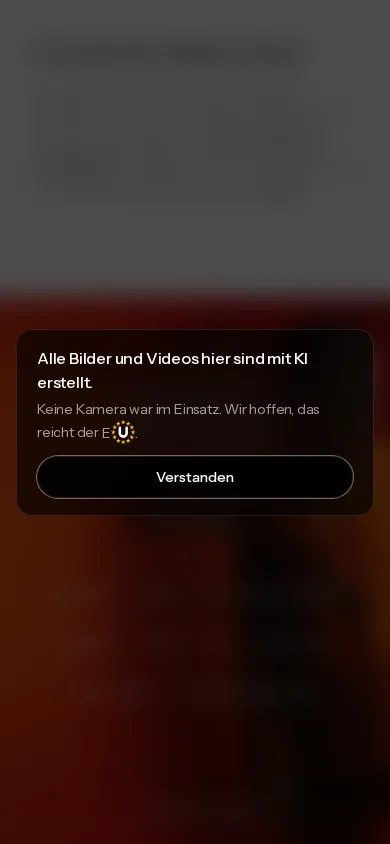 Alle Bilder und Videos hier sind mit KI
erstellt.
Keine Kamera war im Einsatz. Wir hoffen, das
reicht der EU.
Verstanden